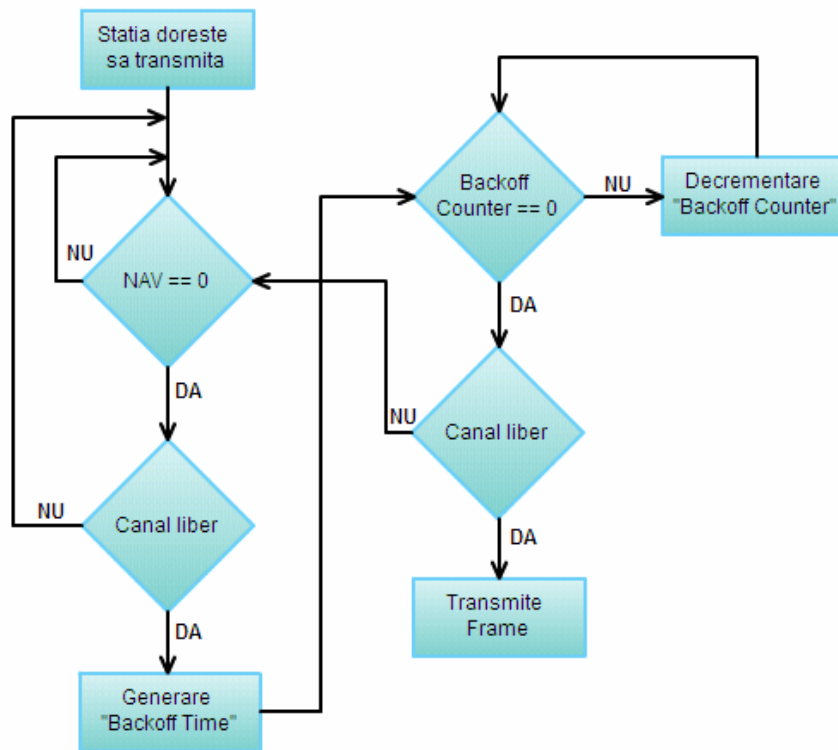 Statia doreste
sa transmita
NU
NAV == 0
DA
NU
Canal liber
DA
Generare
"Backoff Time"
Backoff
Counter == 0
NU
Decrementare
"Backoff Counter"
DA
NU
Canal liber
DA
Transmite
Frame